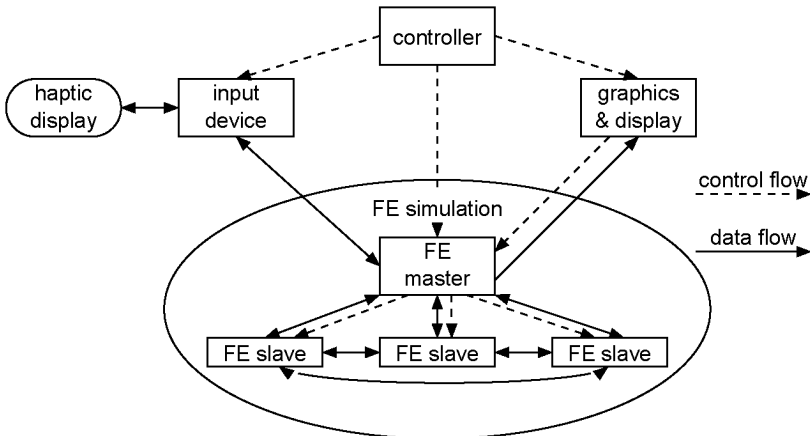 controller
haptic
display
input
device
graphics
& display
control flow
FE simulation
data flow
FE
master
FE slave
FE slave
FE slave